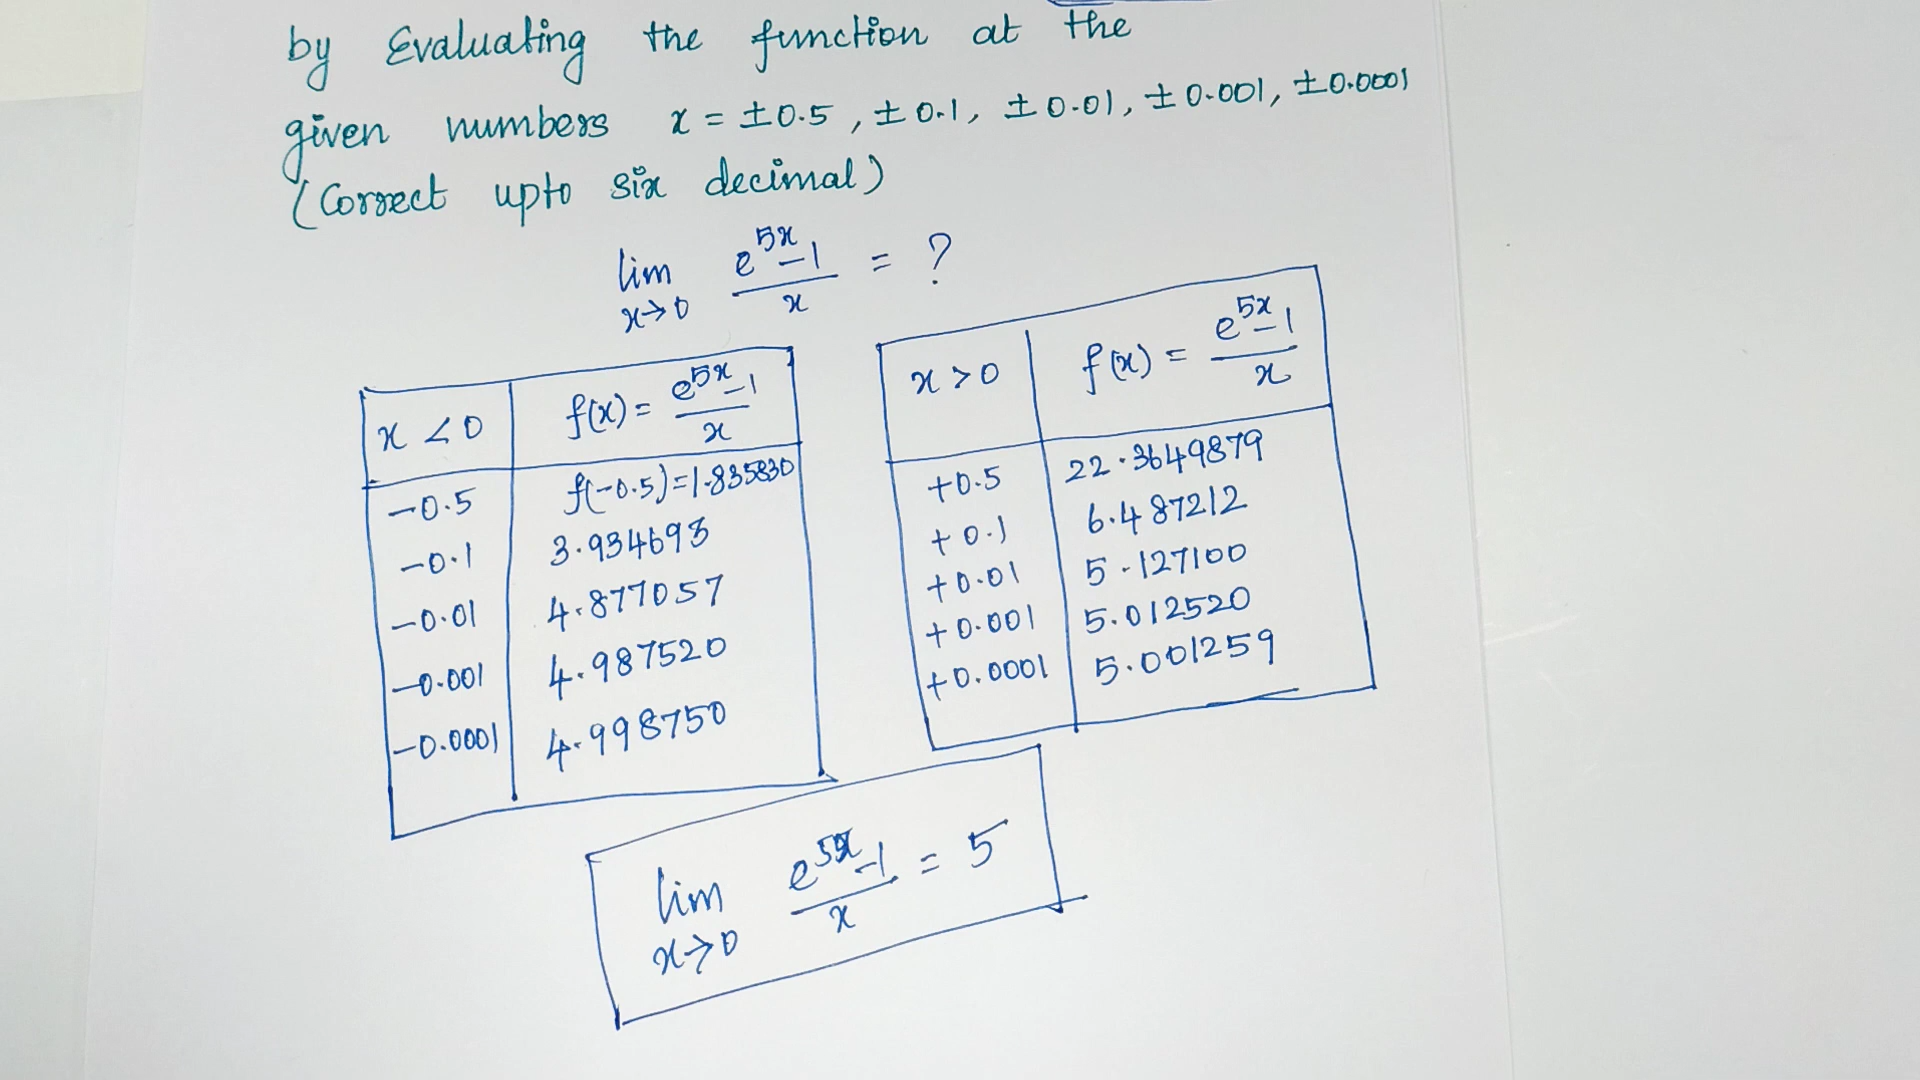 by Evaluating the function at the
given numbers x = ±0.5, ±0.1, ±0.01, ±0.001, ±0.0001
(Correct upto six decimal)
lim x→0 (e^5x - 1)/x = ?
x < 0 f(x) = (e^5x - 1)/x
-0.5 f(-0.5)=1.835830
-0.1 3.934693
-0.01 4.877057
-0.001 4.987520
-0.0001 4.998750
x > 0 f(x) = (e^5x - 1)/x
+0.5 22.3649879
+0.1 6.487212
+0.01 5.127100
+0.001 5.012520
+0.0001 5.001259
lim x→0 (e^5x - 1)/x = 5